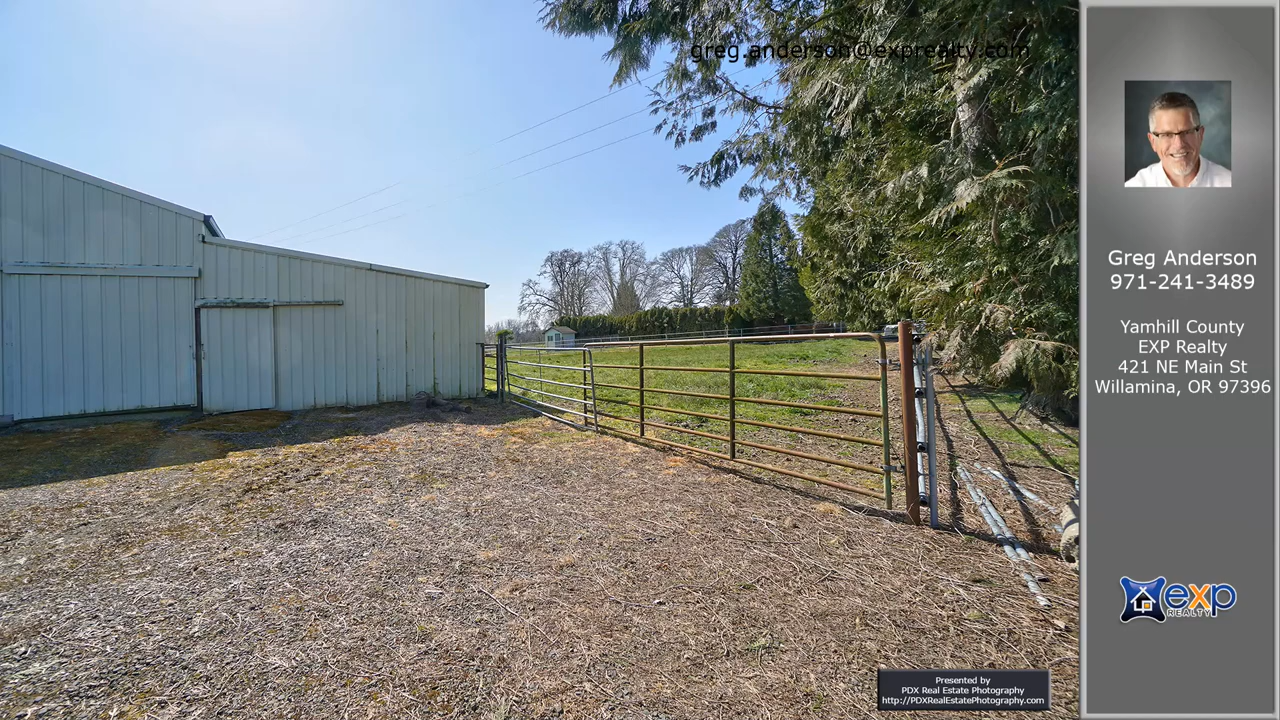 greg.anderson@exprealty.com
Greg Anderson
971-241-3489
Yamhill County
EXP Realty
421 NE Main St
Willamina, OR 97396
exp
REALTY
Presented by
PDX Real Estate Photography
http://PDXRealEstatePhotography.com